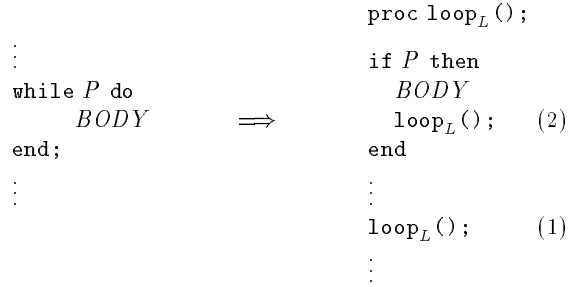 ⋮
while P do
BODY
end;
⋮
⟹
proc loop_L();
if P then
BODY
loop_L(); (2)
end
⋮
loop_L(); (1)
⋮